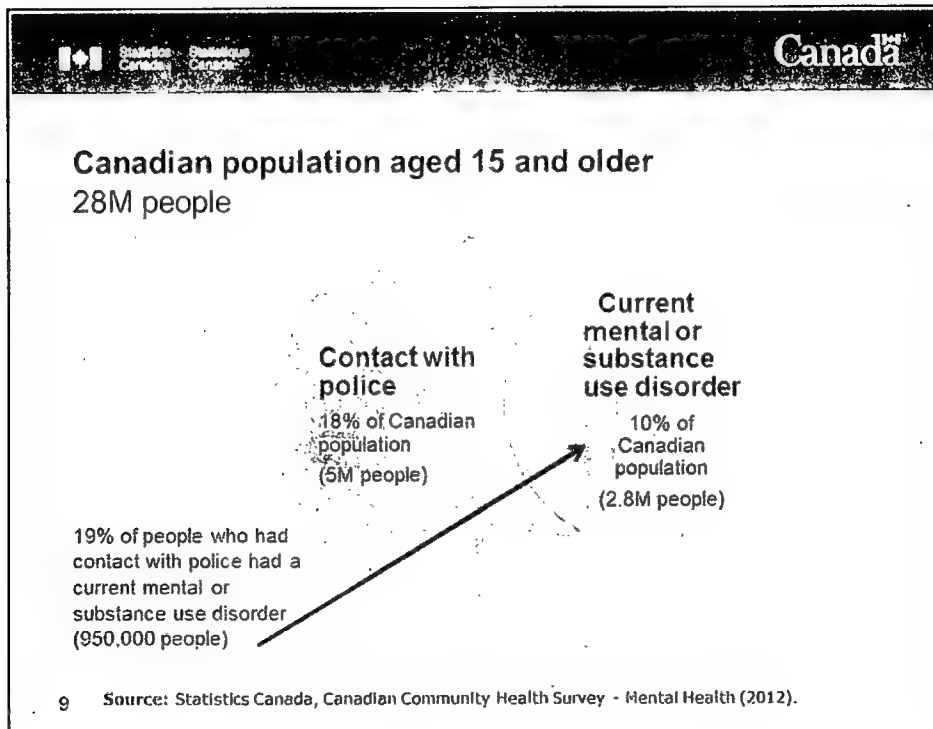 Statistics Canada
Statistique Canada
Canada
Canadian population aged 15 and older
28M people
Contact with
police
18% of Canadian
population
(5M people)
Current
mental or
substance
use disorder
10% of
Canadian
population
(2.8M people)
19% of people who had
contact with police had a
current mental or
substance use disorder
(950,000 people)
9 Source: Statistics Canada, Canadian Community Health Survey - Mental Health (2012).